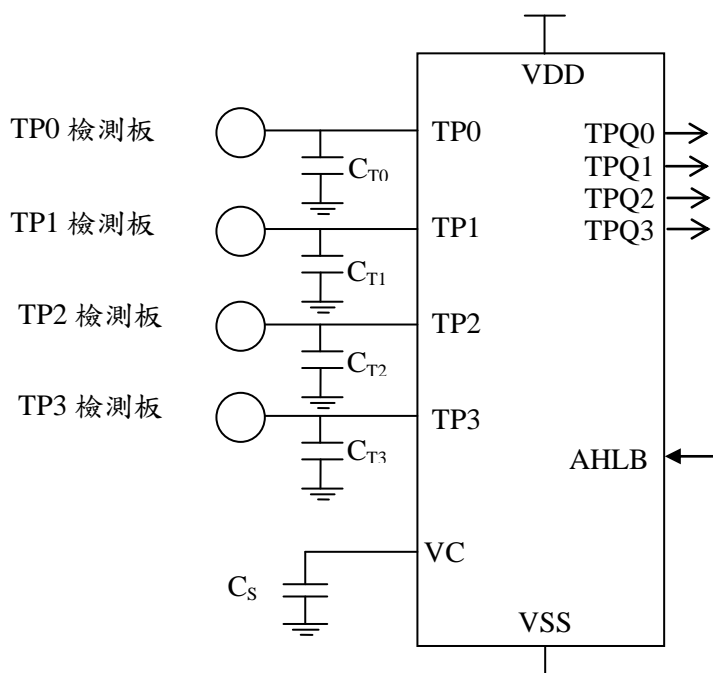 VDD
TP0 檢測板
TP0
TPQ0
C_T0
TPQ1
TPQ2
TP1 檢測板
TP1
TPQ3
C_T1
TP2 檢測板
TP2
C_T2
TP3 檢測板
TP3
C_T3
AHLB
VC
C_S
VSS